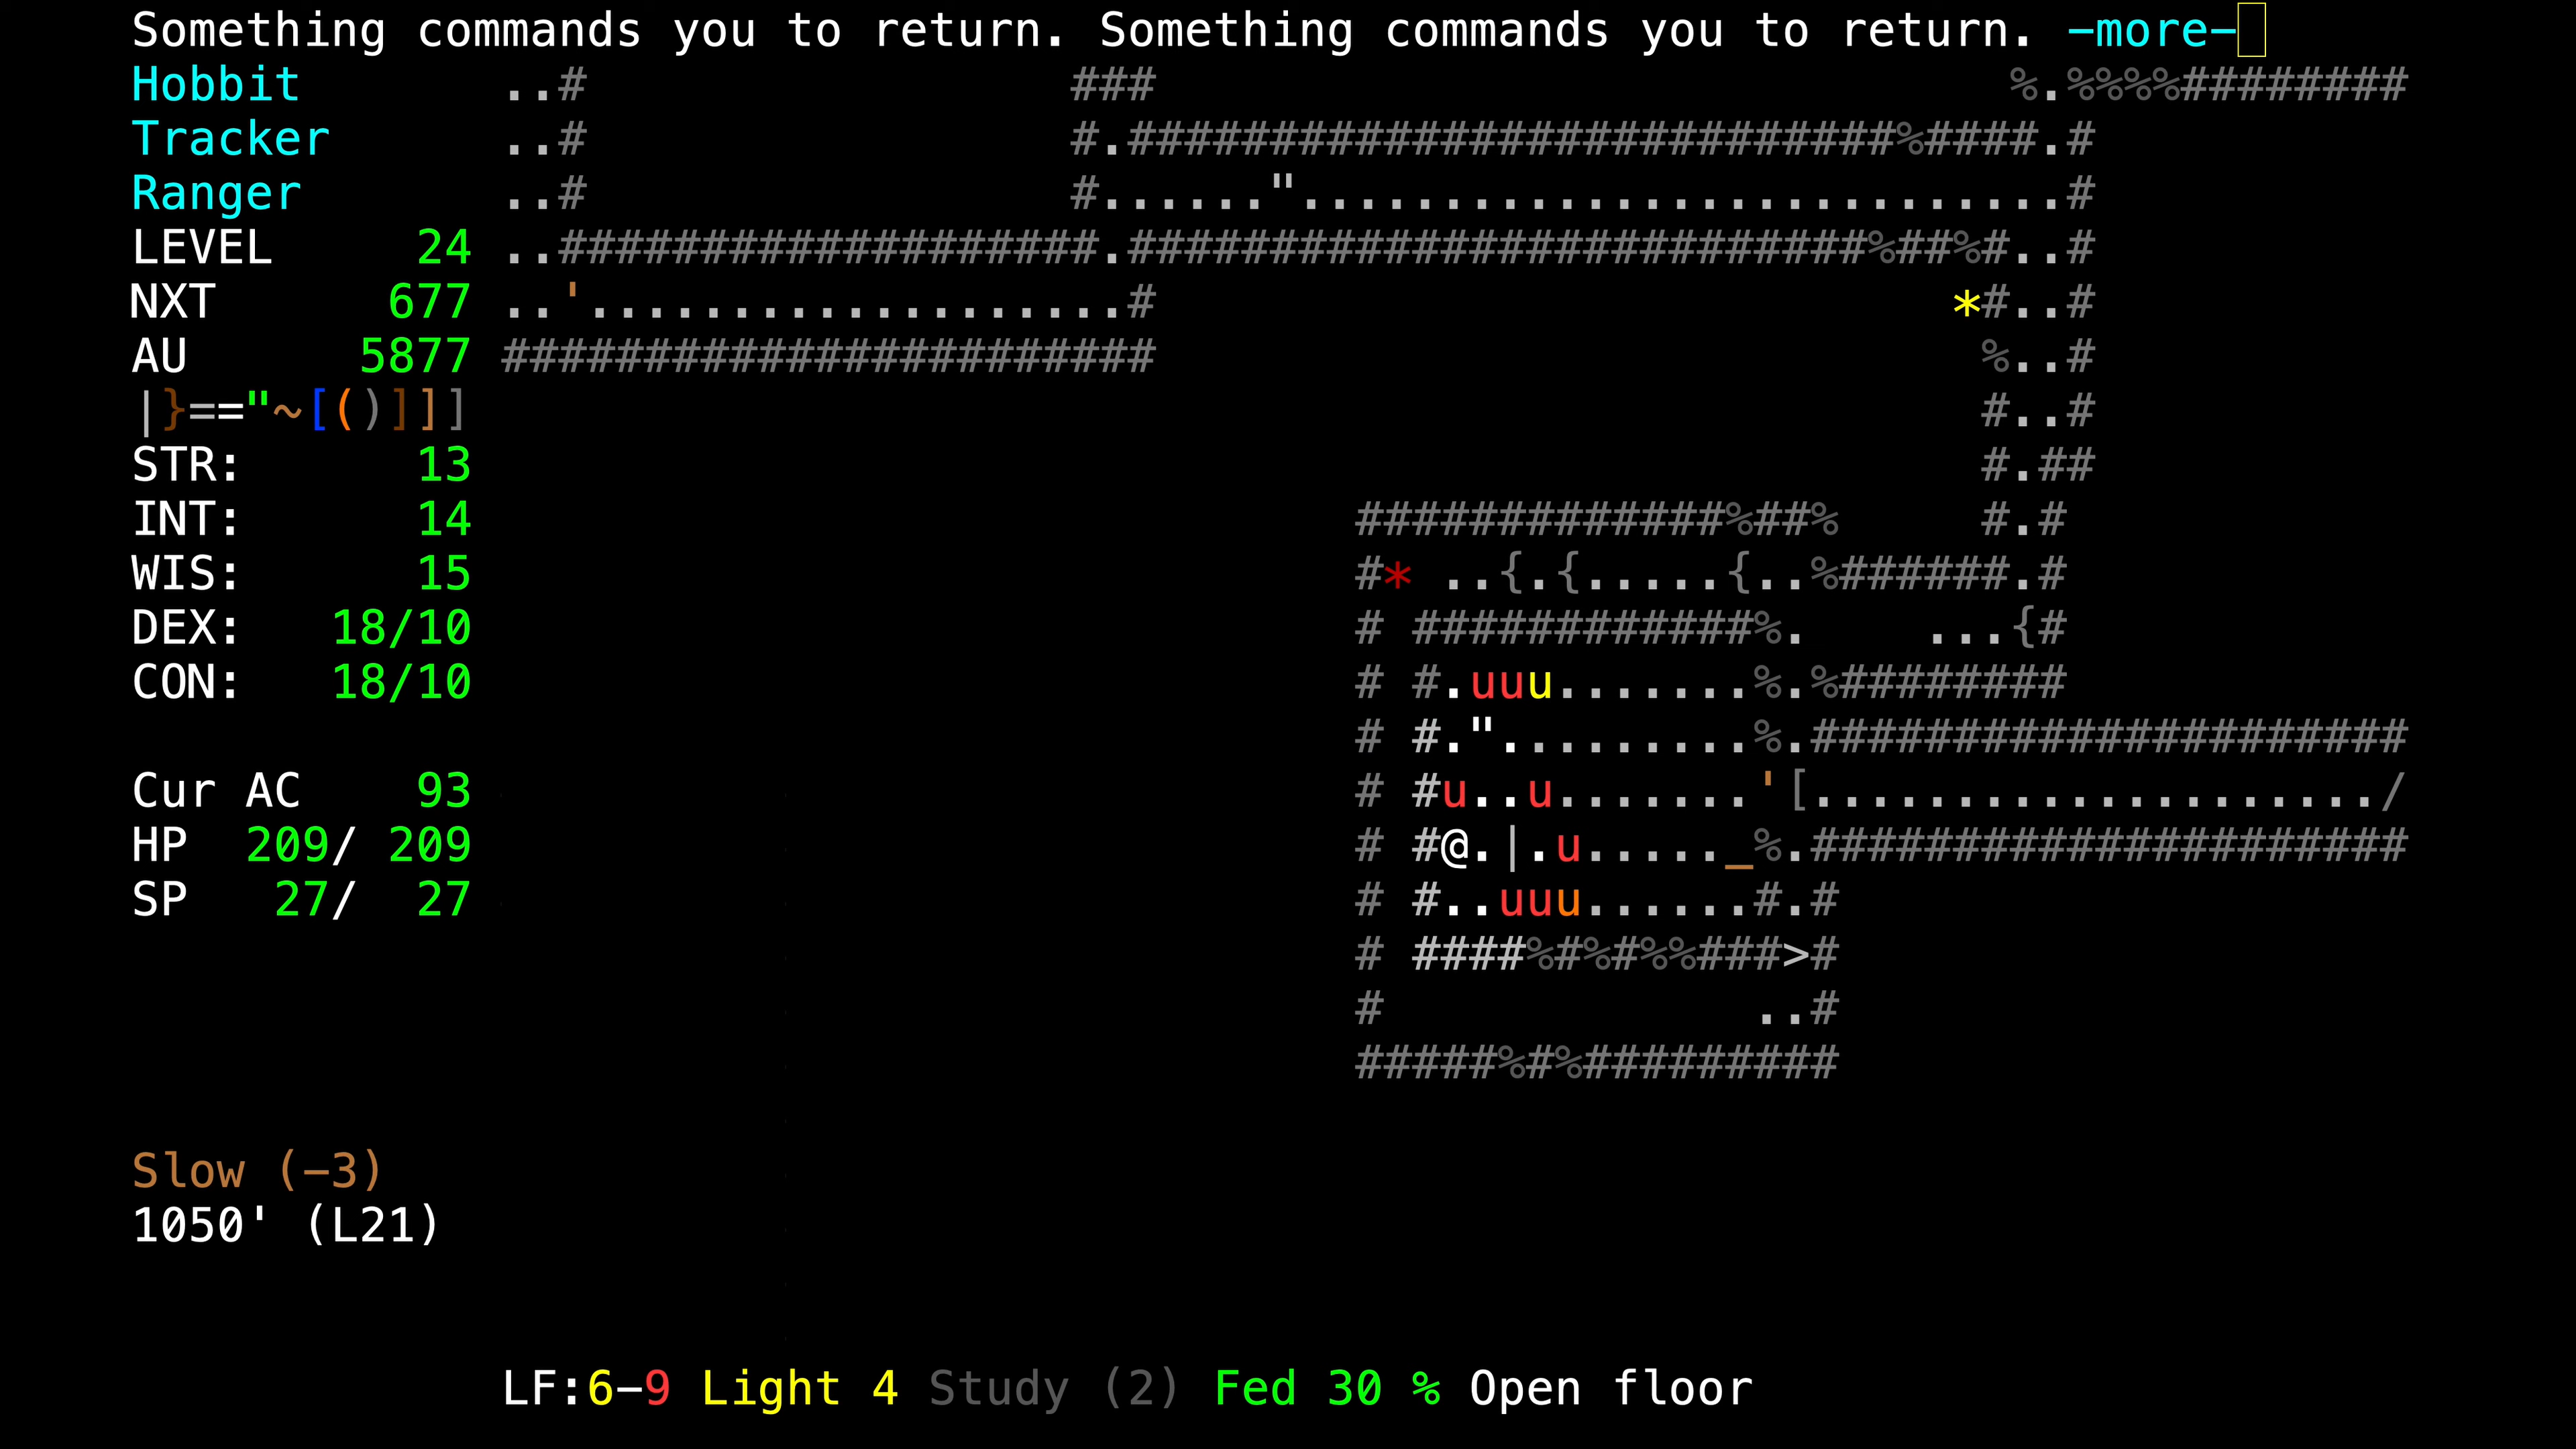 Something commands you to return. Something commands you to return. -more-
Hobbit ..# ### %.%%%%########
Tracker ..# #.###########################%####.#
Ranger ..# #......"..........................#
LEVEL 24 ..###################.##########################%##%#..#
NXT 677 ..'...................# *#..#
AU 5877 ####################### %..#
|}=="~[()]]] #..#
STR: 13 #.##
INT: 14 #############%##% #.#
WIS: 15 #* ..{.{.....{..%######.#
DEX: 18/10 # ############%. ...{#
CON: 18/10 # #.uuu.......%.%########
# #.".........%.#####################
Cur AC 93 # #u..u.......'[.................../
HP 209/ 209 # #@.|.u....._%.#####################
SP 27/ 27 # #..uuu......#.#
# ####%#%#%%###>#
# ..#
#####%#%#########
Slow (-3)
1050' (L21)
LF:6-9 Light 4 Study (2) Fed 30 % Open floor